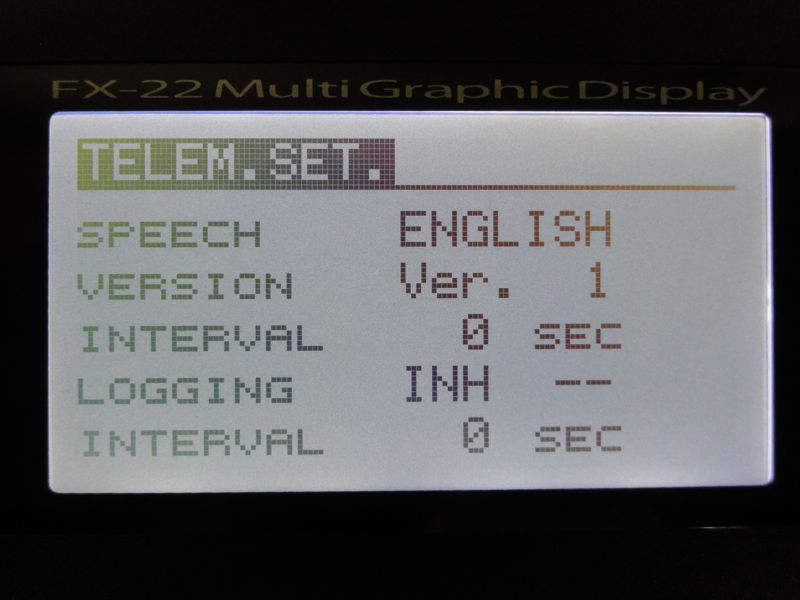 FX-22 Multi Graphic Display
TELEM.SET.
SPEECH ENGLISH
VERSION Ver. 1
INTERVAL 0 SEC
LOGGING INH --
INTERVAL 0 SEC